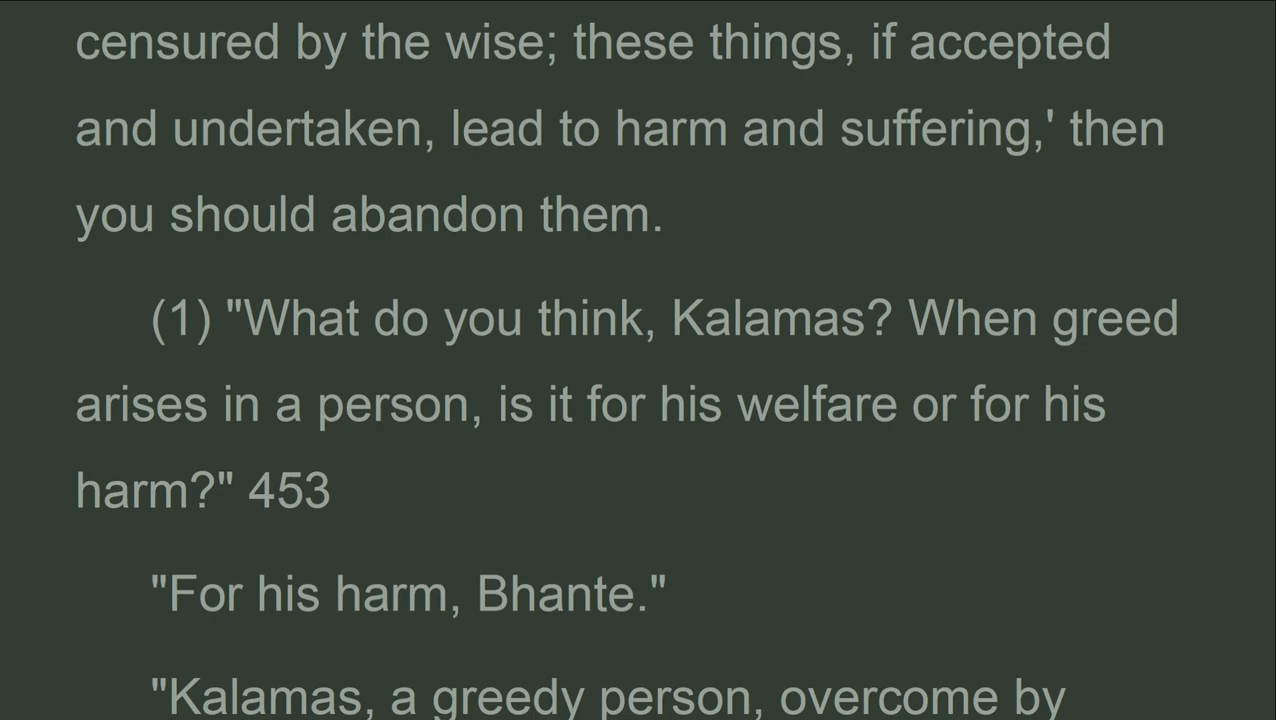 censured by the wise; these things, if accepted
and undertaken, lead to harm and suffering,' then
you should abandon them.
(1) "What do you think, Kalamas? When greed
arises in a person, is it for his welfare or for his
harm?" 453
"For his harm, Bhante."
"Kalamas, a greedy person, overcome by